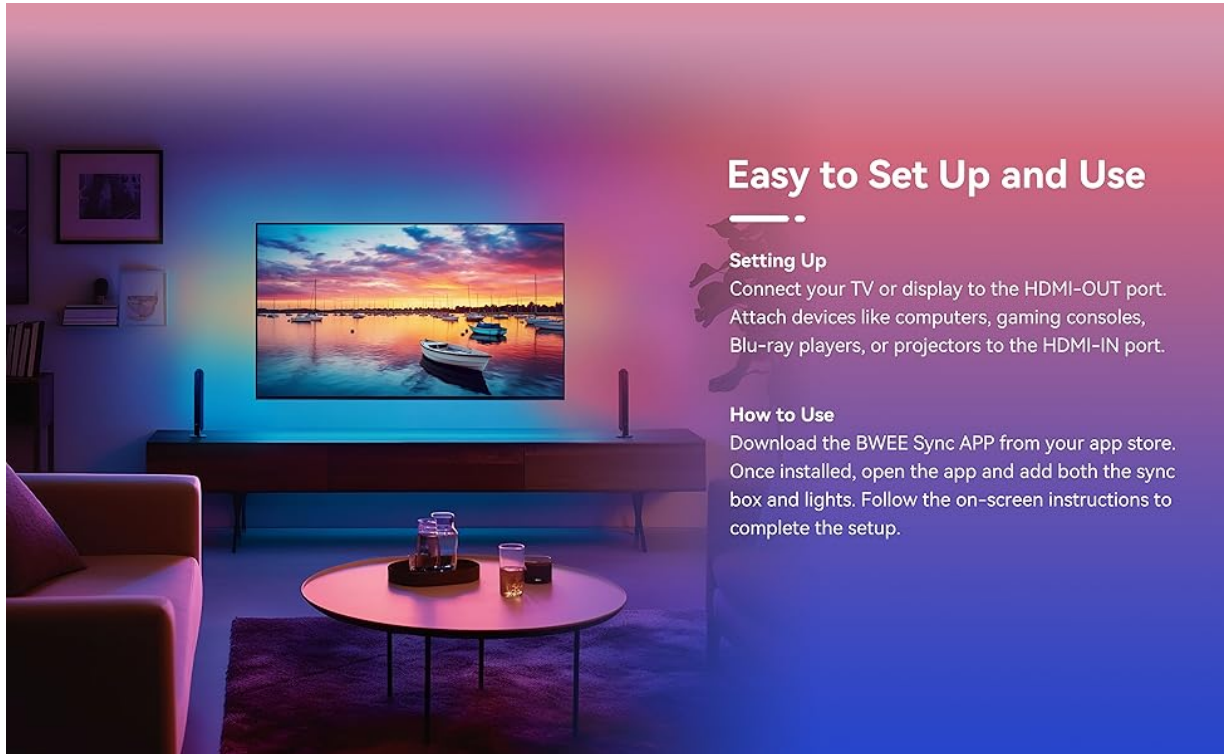 Easy to Set Up and Use
Setting Up
Connect your TV or display to the HDMI-OUT port.
Attach devices like computers, gaming consoles,
Blu-ray players, or projectors to the HDMI-IN port.
How to Use
Download the BWEE Sync APP from your app store.
Once installed, open the app and add both the sync
box and lights. Follow the on-screen instructions to
complete the setup.